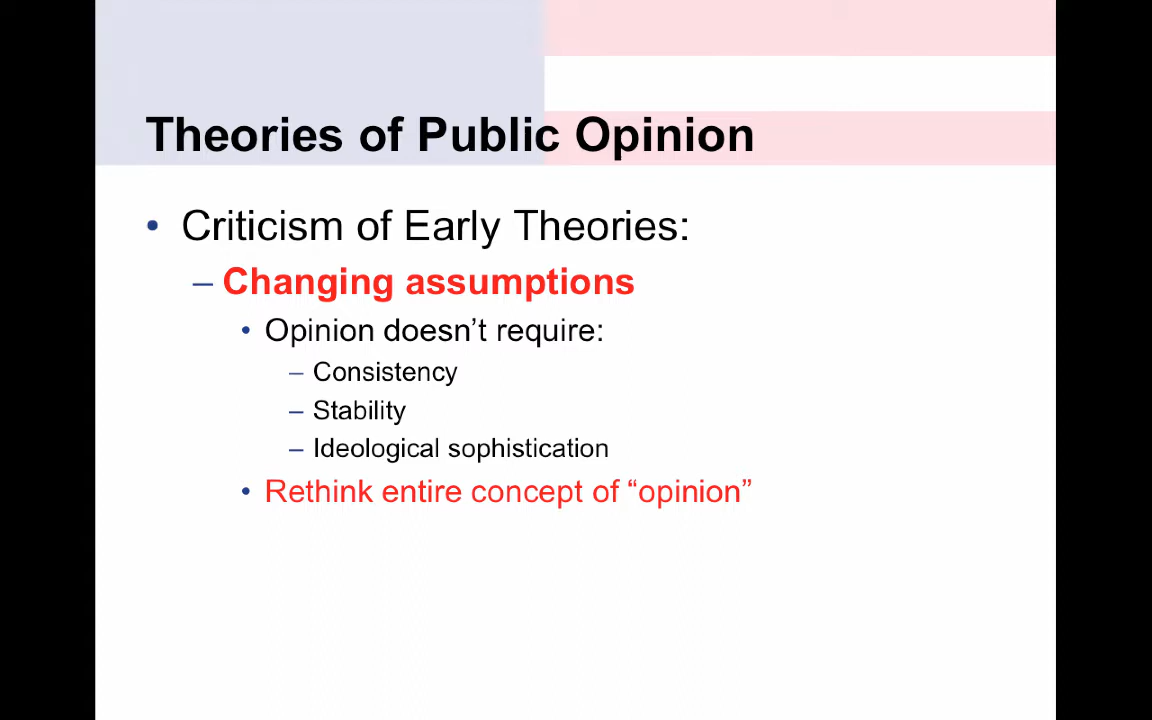 Theories of Public Opinion
• Criticism of Early Theories:
– Changing assumptions
• Opinion doesn’t require:
– Consistency
– Stability
– Ideological sophistication
• Rethink entire concept of “opinion”